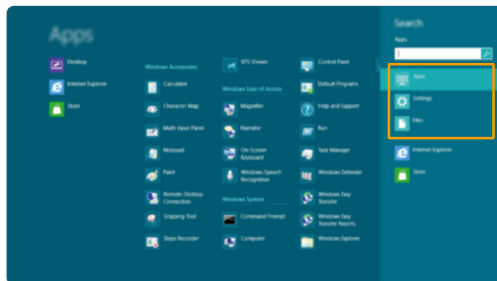 Apps
Desktop
Internet Explorer
Store
Windows Accessories
Calculator
Character Map
Math Input Panel
Notepad
Paint
Remote Desktop
Connection
Snipping Tool
Steps Recorder
XPS Viewer
Windows Ease of Access
Magnifier
Narrator
On-Screen
Keyboard
Windows Speech
Recognition
Windows System
Command Prompt
Computer
Control Panel
Default Programs
Help and Support
Run
Task Manager
Windows Defender
Windows Easy
Transfer
Windows Easy
Transfer Reports
Windows Explorer
Search
Apps
Apps
Settings
Files
Internet Explorer
Store